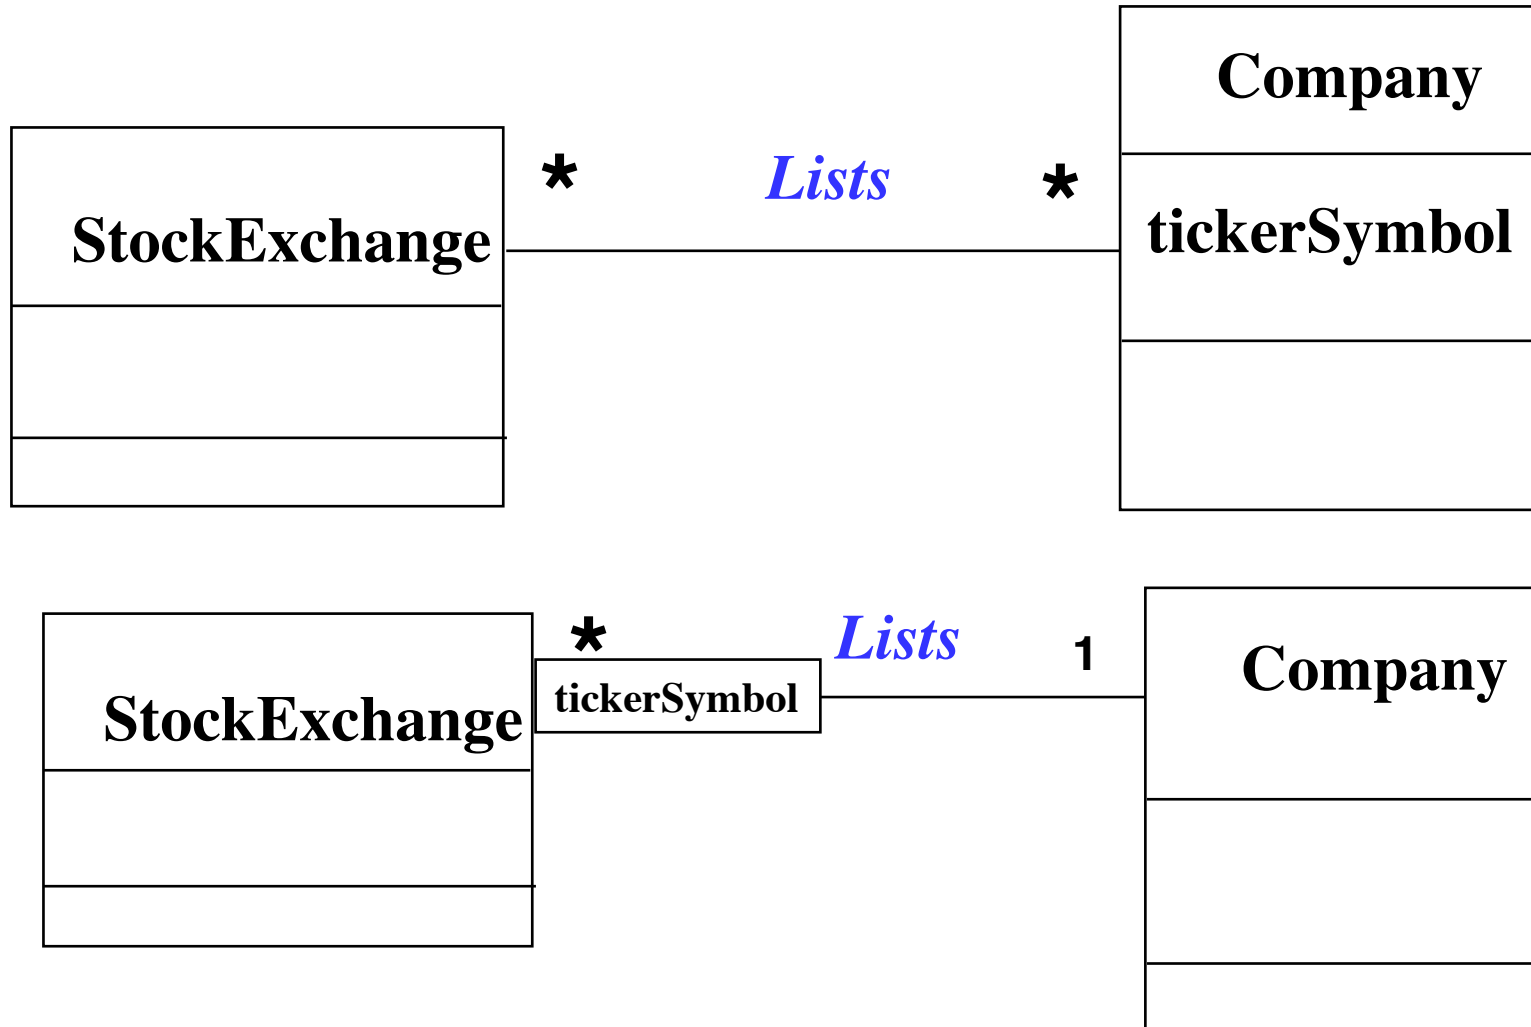 Company
* Lists *
StockExchange
tickerSymbol
* Lists 1
Company
tickerSymbol
StockExchange